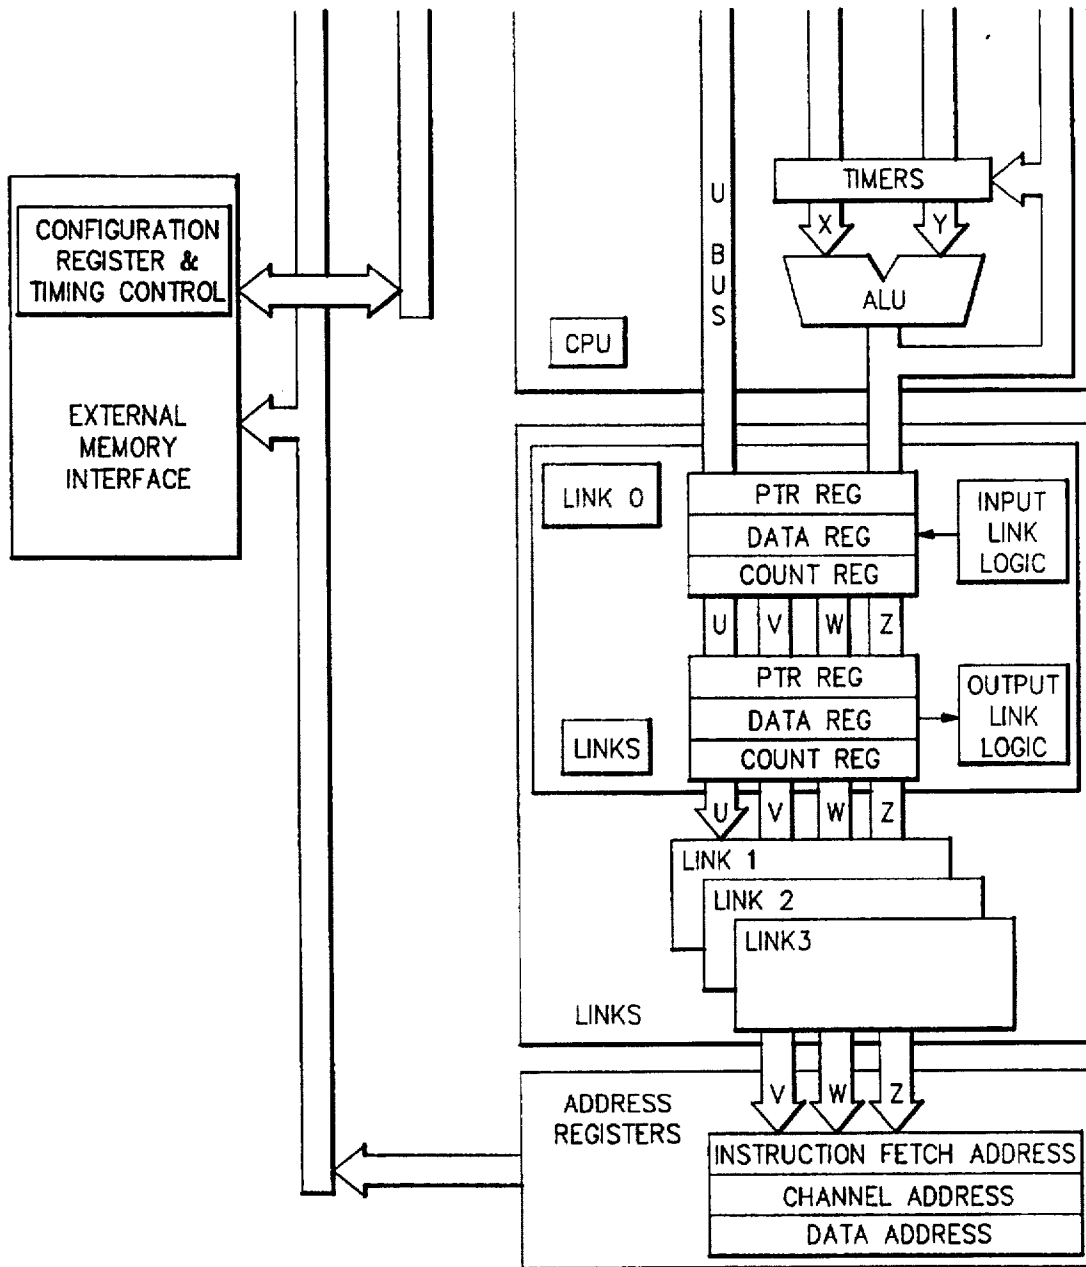 TIMERS
X Y
ALU
U
B
U
S
CPU
CONFIGURATION
REGISTER &
TIMING CONTROL
EXTERNAL
MEMORY
INTERFACE
LINK 0
PTR REG
DATA REG
COUNT REG
INPUT
LINK
LOGIC
U V W Z
PTR REG
DATA REG
COUNT REG
OUTPUT
LINK
LOGIC
LINKS
U V W Z
LINK 1
LINK 2
LINK3
LINKS
V W Z
ADDRESS
REGISTERS
INSTRUCTION FETCH ADDRESS
CHANNEL ADDRESS
DATA ADDRESS